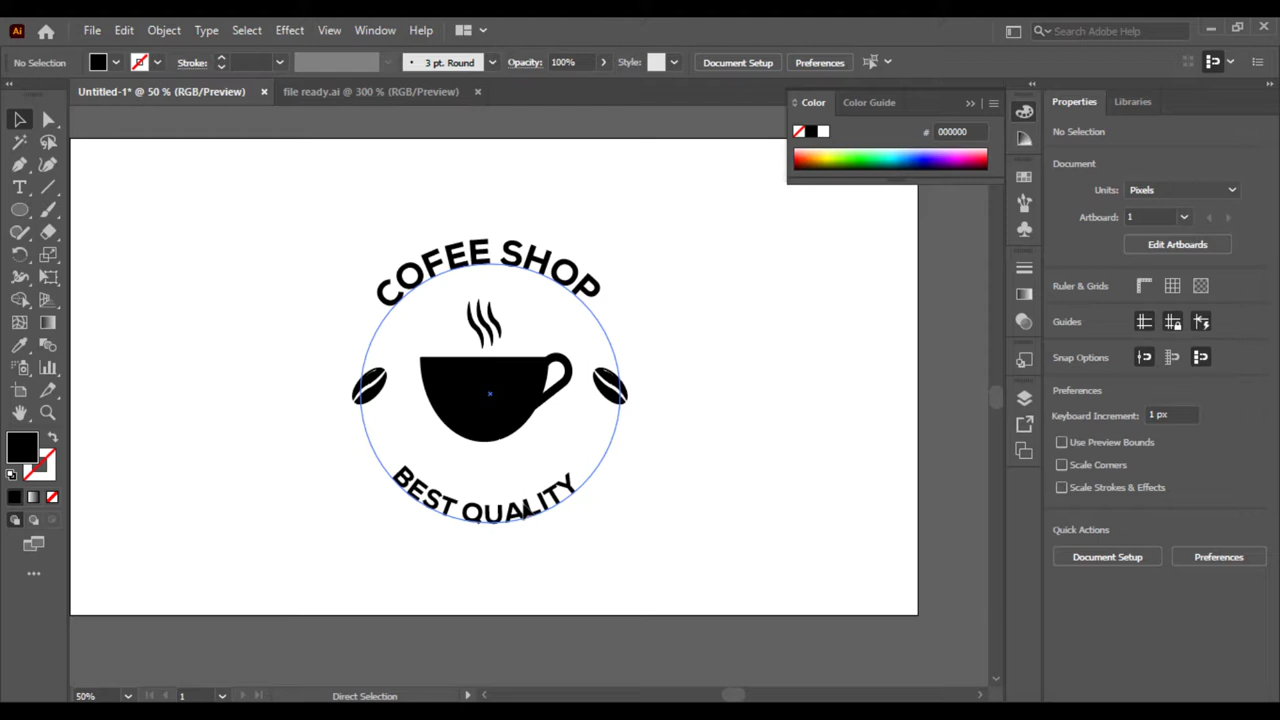 Ai
File Edit Object Type Select Effect View Window Help
Search Adobe Help
No Selection
Stroke:
3 pt. Round
Opacity: 100%
Style:
Document Setup
Preferences
Untitled-1* @ 50 % (RGB/Preview) ×
file ready.ai @ 300 % (RGB/Preview) ×
Color
Color Guide
# 000000
Properties
Libraries
No Selection
Document
Units: Pixels
Artboard: 1
Edit Artboards
Ruler & Grids
Guides
Snap Options
Preferences
Keyboard Increment: 1 px
Use Preview Bounds
Scale Corners
Scale Strokes & Effects
Quick Actions
Document Setup
Preferences
COFEE SHOP
BEST QUALITY
50%
1
Direct Selection